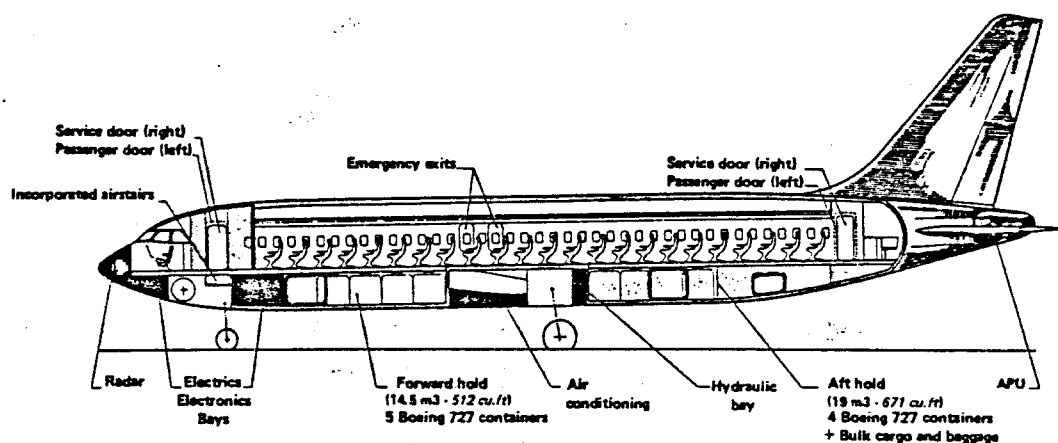 Service door (right)
Passenger door (left)
Incorporated airstairs
Emergency exits
Service door (right)
Passenger door (left)
Radar
Electrics
Electronics
Bays
Forward hold
(14.5 m3 - 512 cu.ft)
5 Boeing 727 containers
Air
conditioning
Hydraulic
bay
Aft hold
(19 m3 - 671 cu.ft)
4 Boeing 727 containers
+ Bulk cargo and baggage
APU